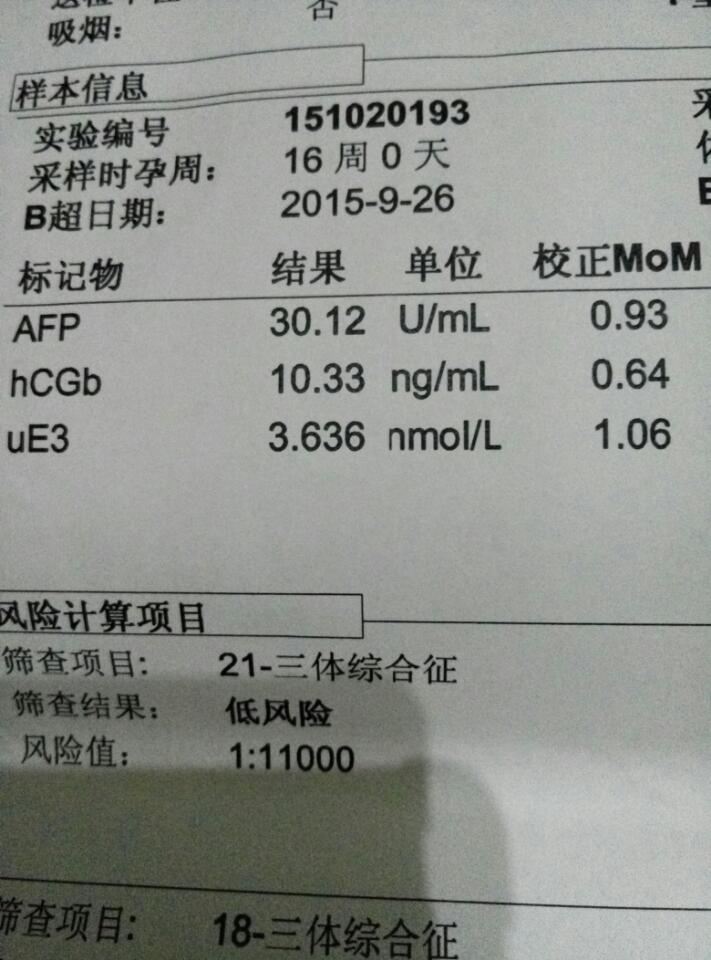 否
吸烟:
样本信息
实验编号 151020193
采样时孕周: 16 周 0 天
B超日期: 2015-9-26
标记物 结果 单位 校正MoM
AFP 30.12 U/mL 0.93
hCGb 10.33 ng/mL 0.64
uE3 3.636 nmol/L 1.06
风险计算项目
筛查项目: 21-三体综合征
筛查结果: 低风险
风险值: 1:11000
筛查项目: 18-三体综合征